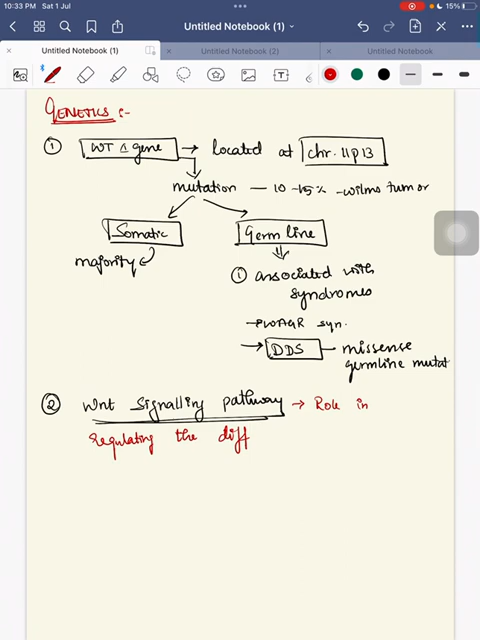 10:33 PM Sat 1 Jul
15%
Untitled Notebook (1)
Untitled Notebook (1)
Untitled Notebook (2)
Untitled Notebook
GENETICS :-
① WT 1 gene → located at chr. 11p13
mutation — 10-15% - wilms tumor
Somatic
Germ line
majority
① associated with
syndromes
→ WAGR syn.
→ DDS — missense
germline mutat
② Wnt Signalling pathway → Role in
regulating the diff